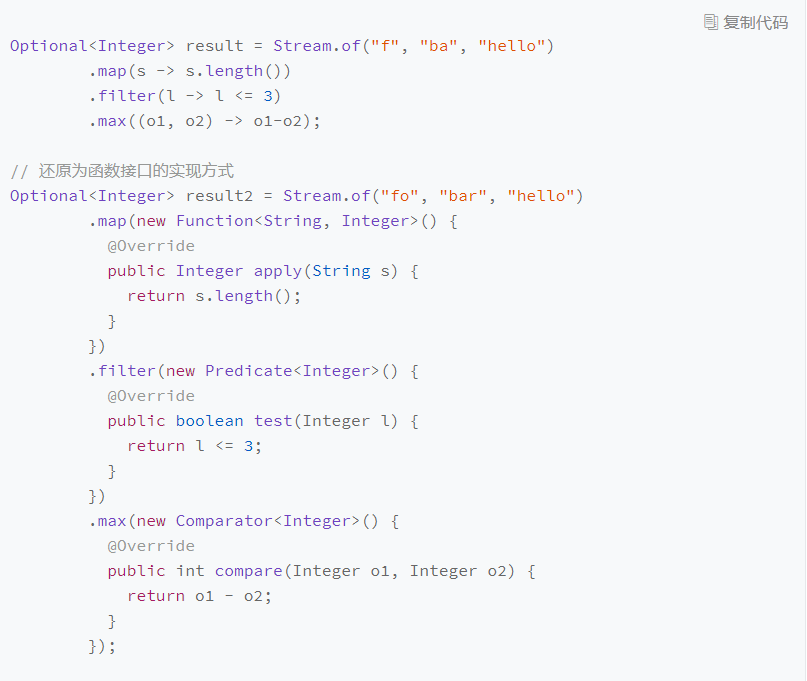 复制代码
Optional<Integer> result = Stream.of("f", "ba", "hello")
        .map(s -> s.length())
        .filter(l -> l <= 3)
        .max((o1, o2) -> o1-o2);

// 还原为函数接口的实现方式
Optional<Integer> result2 = Stream.of("fo", "bar", "hello")
        .map(new Function<String, Integer>() {
          @Override
          public Integer apply(String s) {
            return s.length();
          }
        })
        .filter(new Predicate<Integer>() {
          @Override
          public boolean test(Integer l) {
            return l <= 3;
          }
        })
        .max(new Comparator<Integer>() {
          @Override
          public int compare(Integer o1, Integer o2) {
            return o1 - o2;
          }
        });